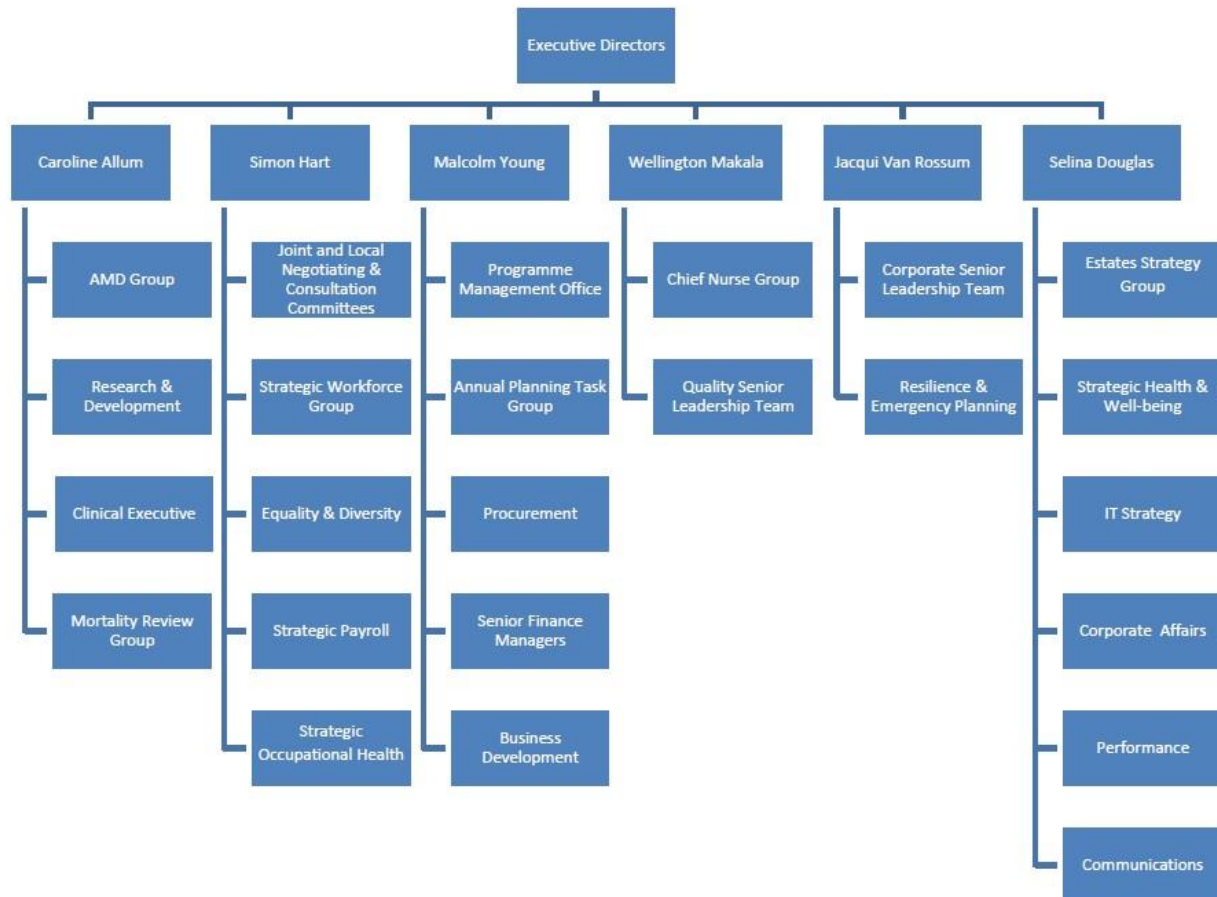 Executive Directors
Caroline Allum
Simon Hart
Malcolm Young
Wellington Makala
Jacqui Van Rossum
Selina Douglas
AMD Group
Research &
Development
Clinical Executive
Mortality Review
Group
Joint and Local
Negotiating &
Consultation
Committees
Strategic Workforce
Group
Equality & Diversity
Strategic Payroll
Strategic
Occupational Health
Programme
Management Office
Annual Planning Task
Group
Procurement
Senior Finance
Managers
Business
Development
Chief Nurse Group
Quality Senior
Leadership Team
Corporate Senior
Leadership Team
Resilience &
Emergency Planning
Estates Strategy
Group
Strategic Health &
Well-being
IT Strategy
Corporate Affairs
Performance
Communications